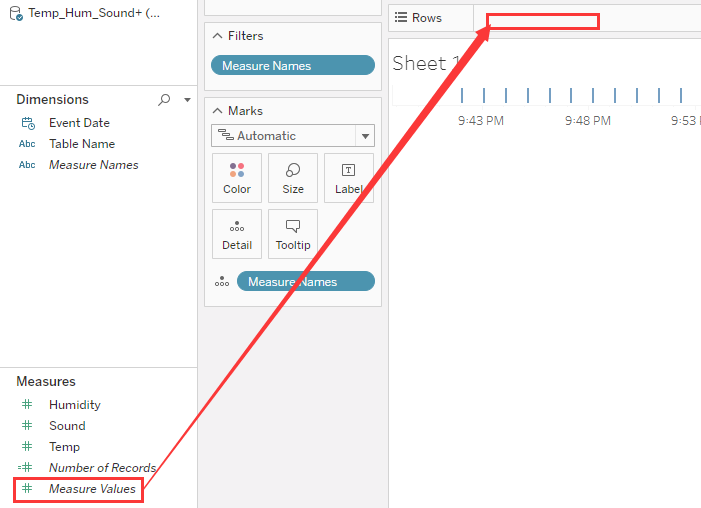 Temp_Hum_Sound+ (...
Dimensions
Event Date
Abc Table Name
Abc Measure Names
Measures
Humidity
Sound
Temp
Number of Records
Measure Values
Filters
Measure Names
Marks
Automatic
Color
Size
Label
Detail
Tooltip
Measure Names
Rows
Sheet 1
9:43 PM
9:48 PM
9:53